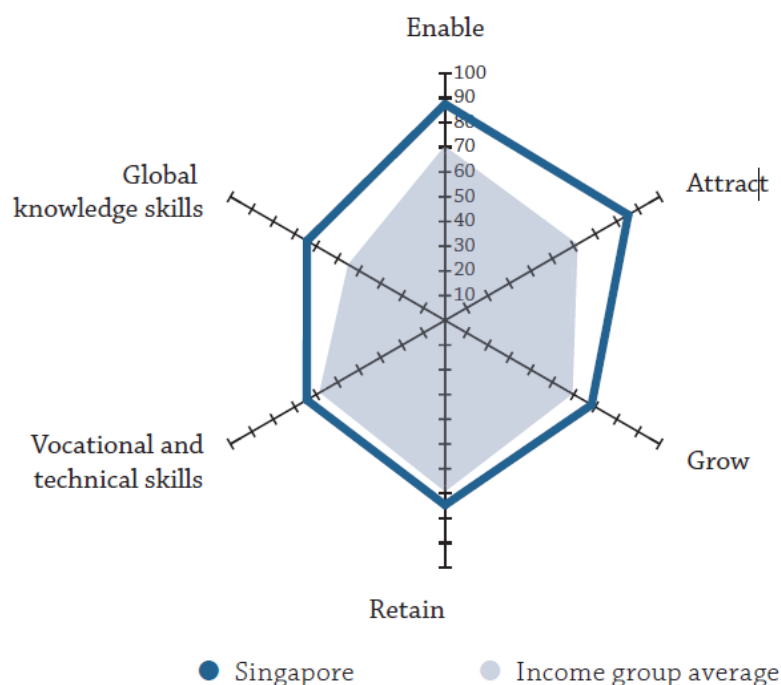 Enable
100
90
80
70
60
50
40
30
20
10
Global
knowledge skills
Attract
Vocational and
technical skills
Grow
Retain
Singapore
Income group average